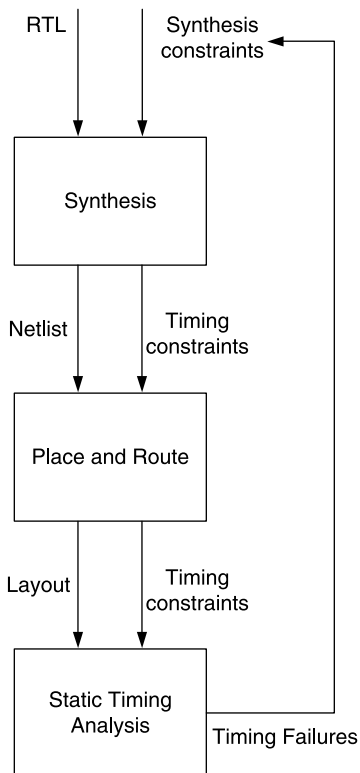 RTL
Synthesis
constraints
Synthesis
Netlist
Timing
constraints
Place and Route
Layout
Timing
constraints
Static Timing
Analysis
Timing Failures